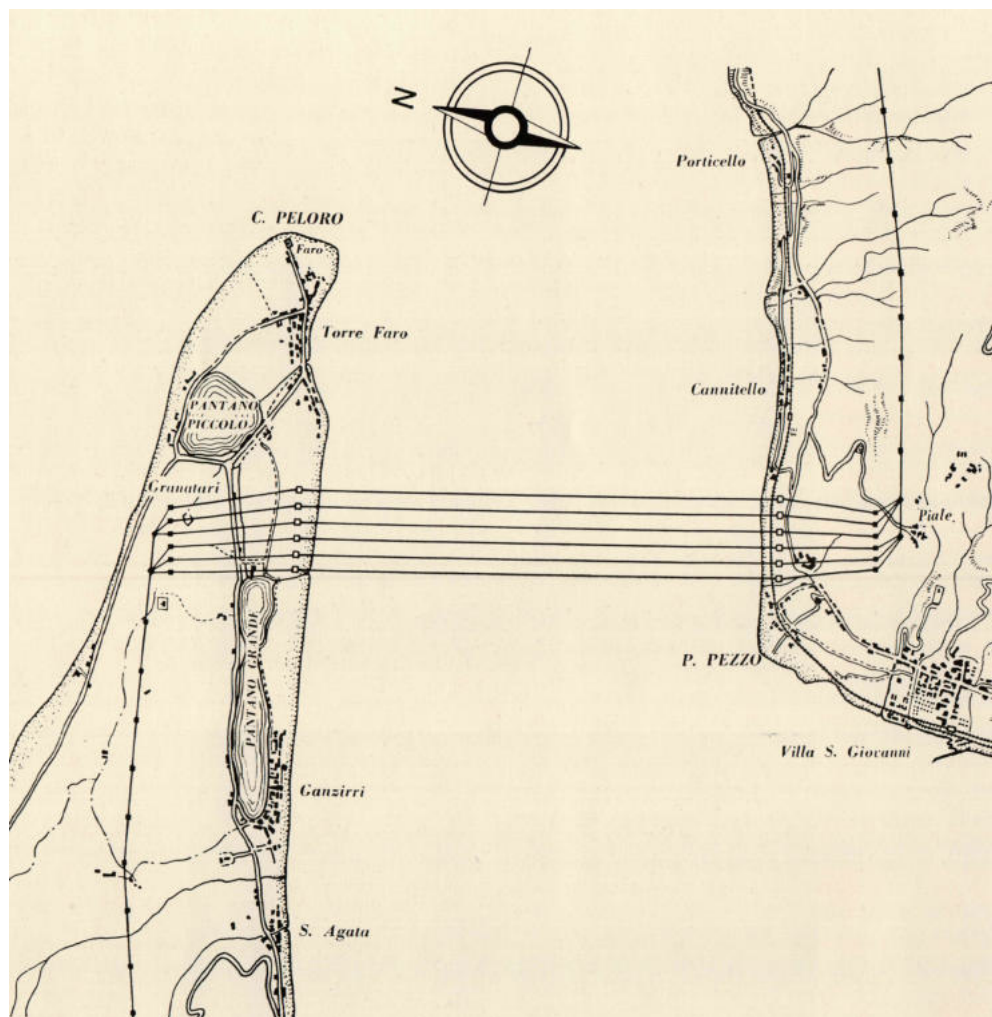 N
Porticello
C. PELORO
Faro
Torre Faro
Cannitello
PANTANO
PICCOLO
Granatari
Piale
PANTANO GRANDE
P. PEZZO
Villa S. Giovanni
Ganzirri
S. Agata